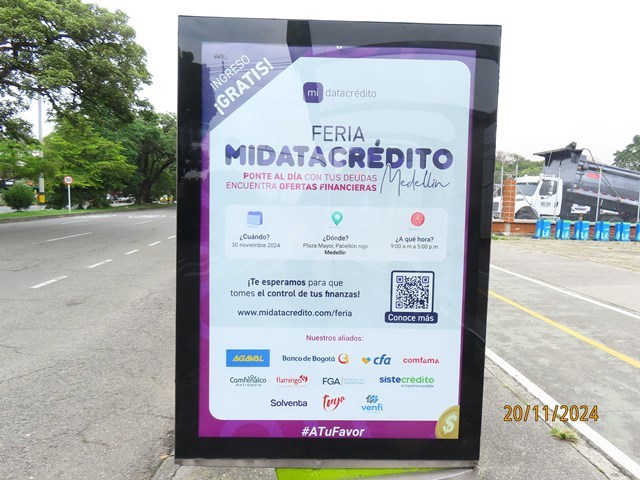 INGRESO
¡GRATIS!
mi datacrédito
FERIA
MIDATACRÉDITO
PONTE AL DÍA CON TUS DEUDAS
ENCUENTRA OFERTAS FINANCIERAS
Medellín
¿Cuándo?
30 noviembre 2024
¿Dónde?
Plaza Mayor, Pabellón rojo
Medellín
¿A qué hora?
9:00 a.m a 5:00 p.m
¡Te esperamos para que
tomes el control de tus finanzas!
www.midatacredito.com/feria
Conoce más
Nuestros aliados:
AGAVAL
Banco de Bogotá
cfa
comfama
Comfenalco
Antioquia
flamingo
FGA
sistecrédito
Solventa
Tuya
venfi
#ATuFavor
$
20/11/2024